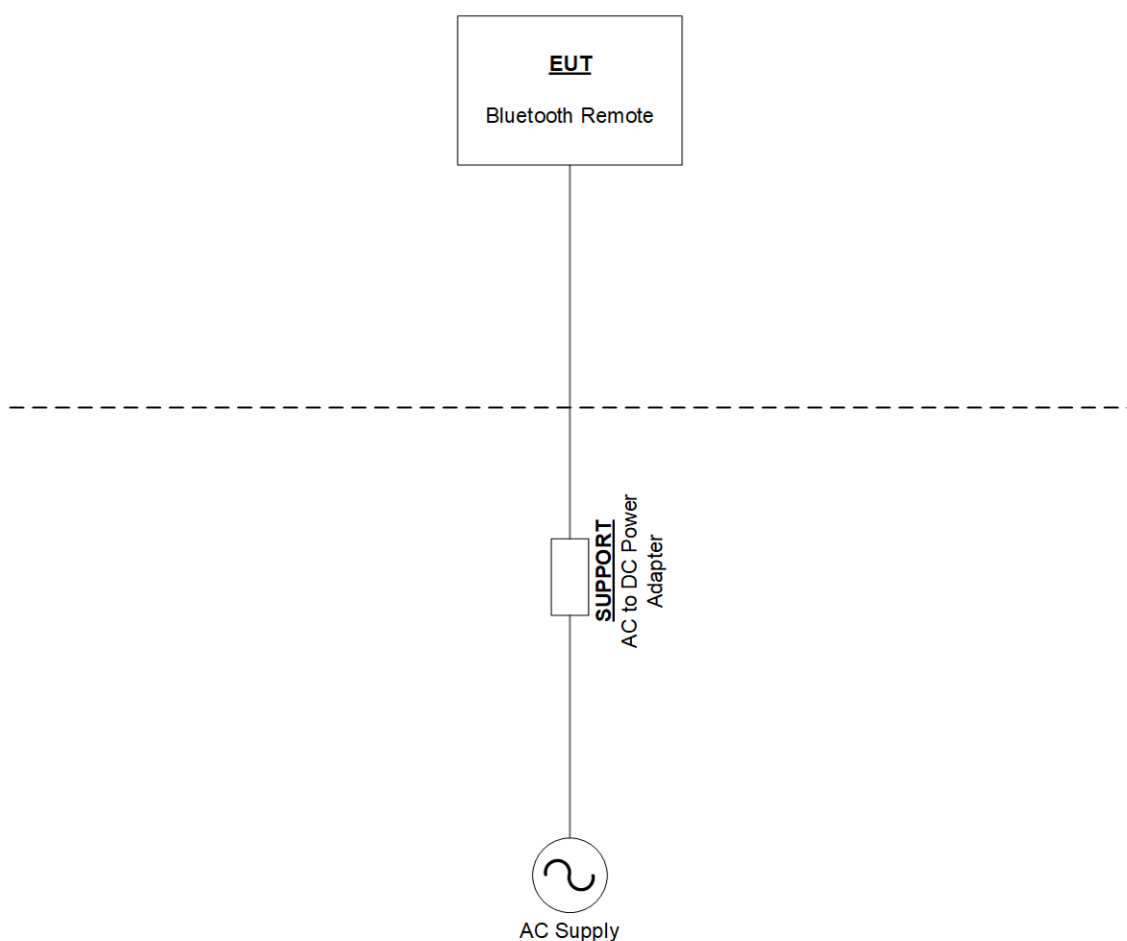 EUT
Bluetooth Remote
SUPPORT
AC to DC Power
Adapter
AC Supply